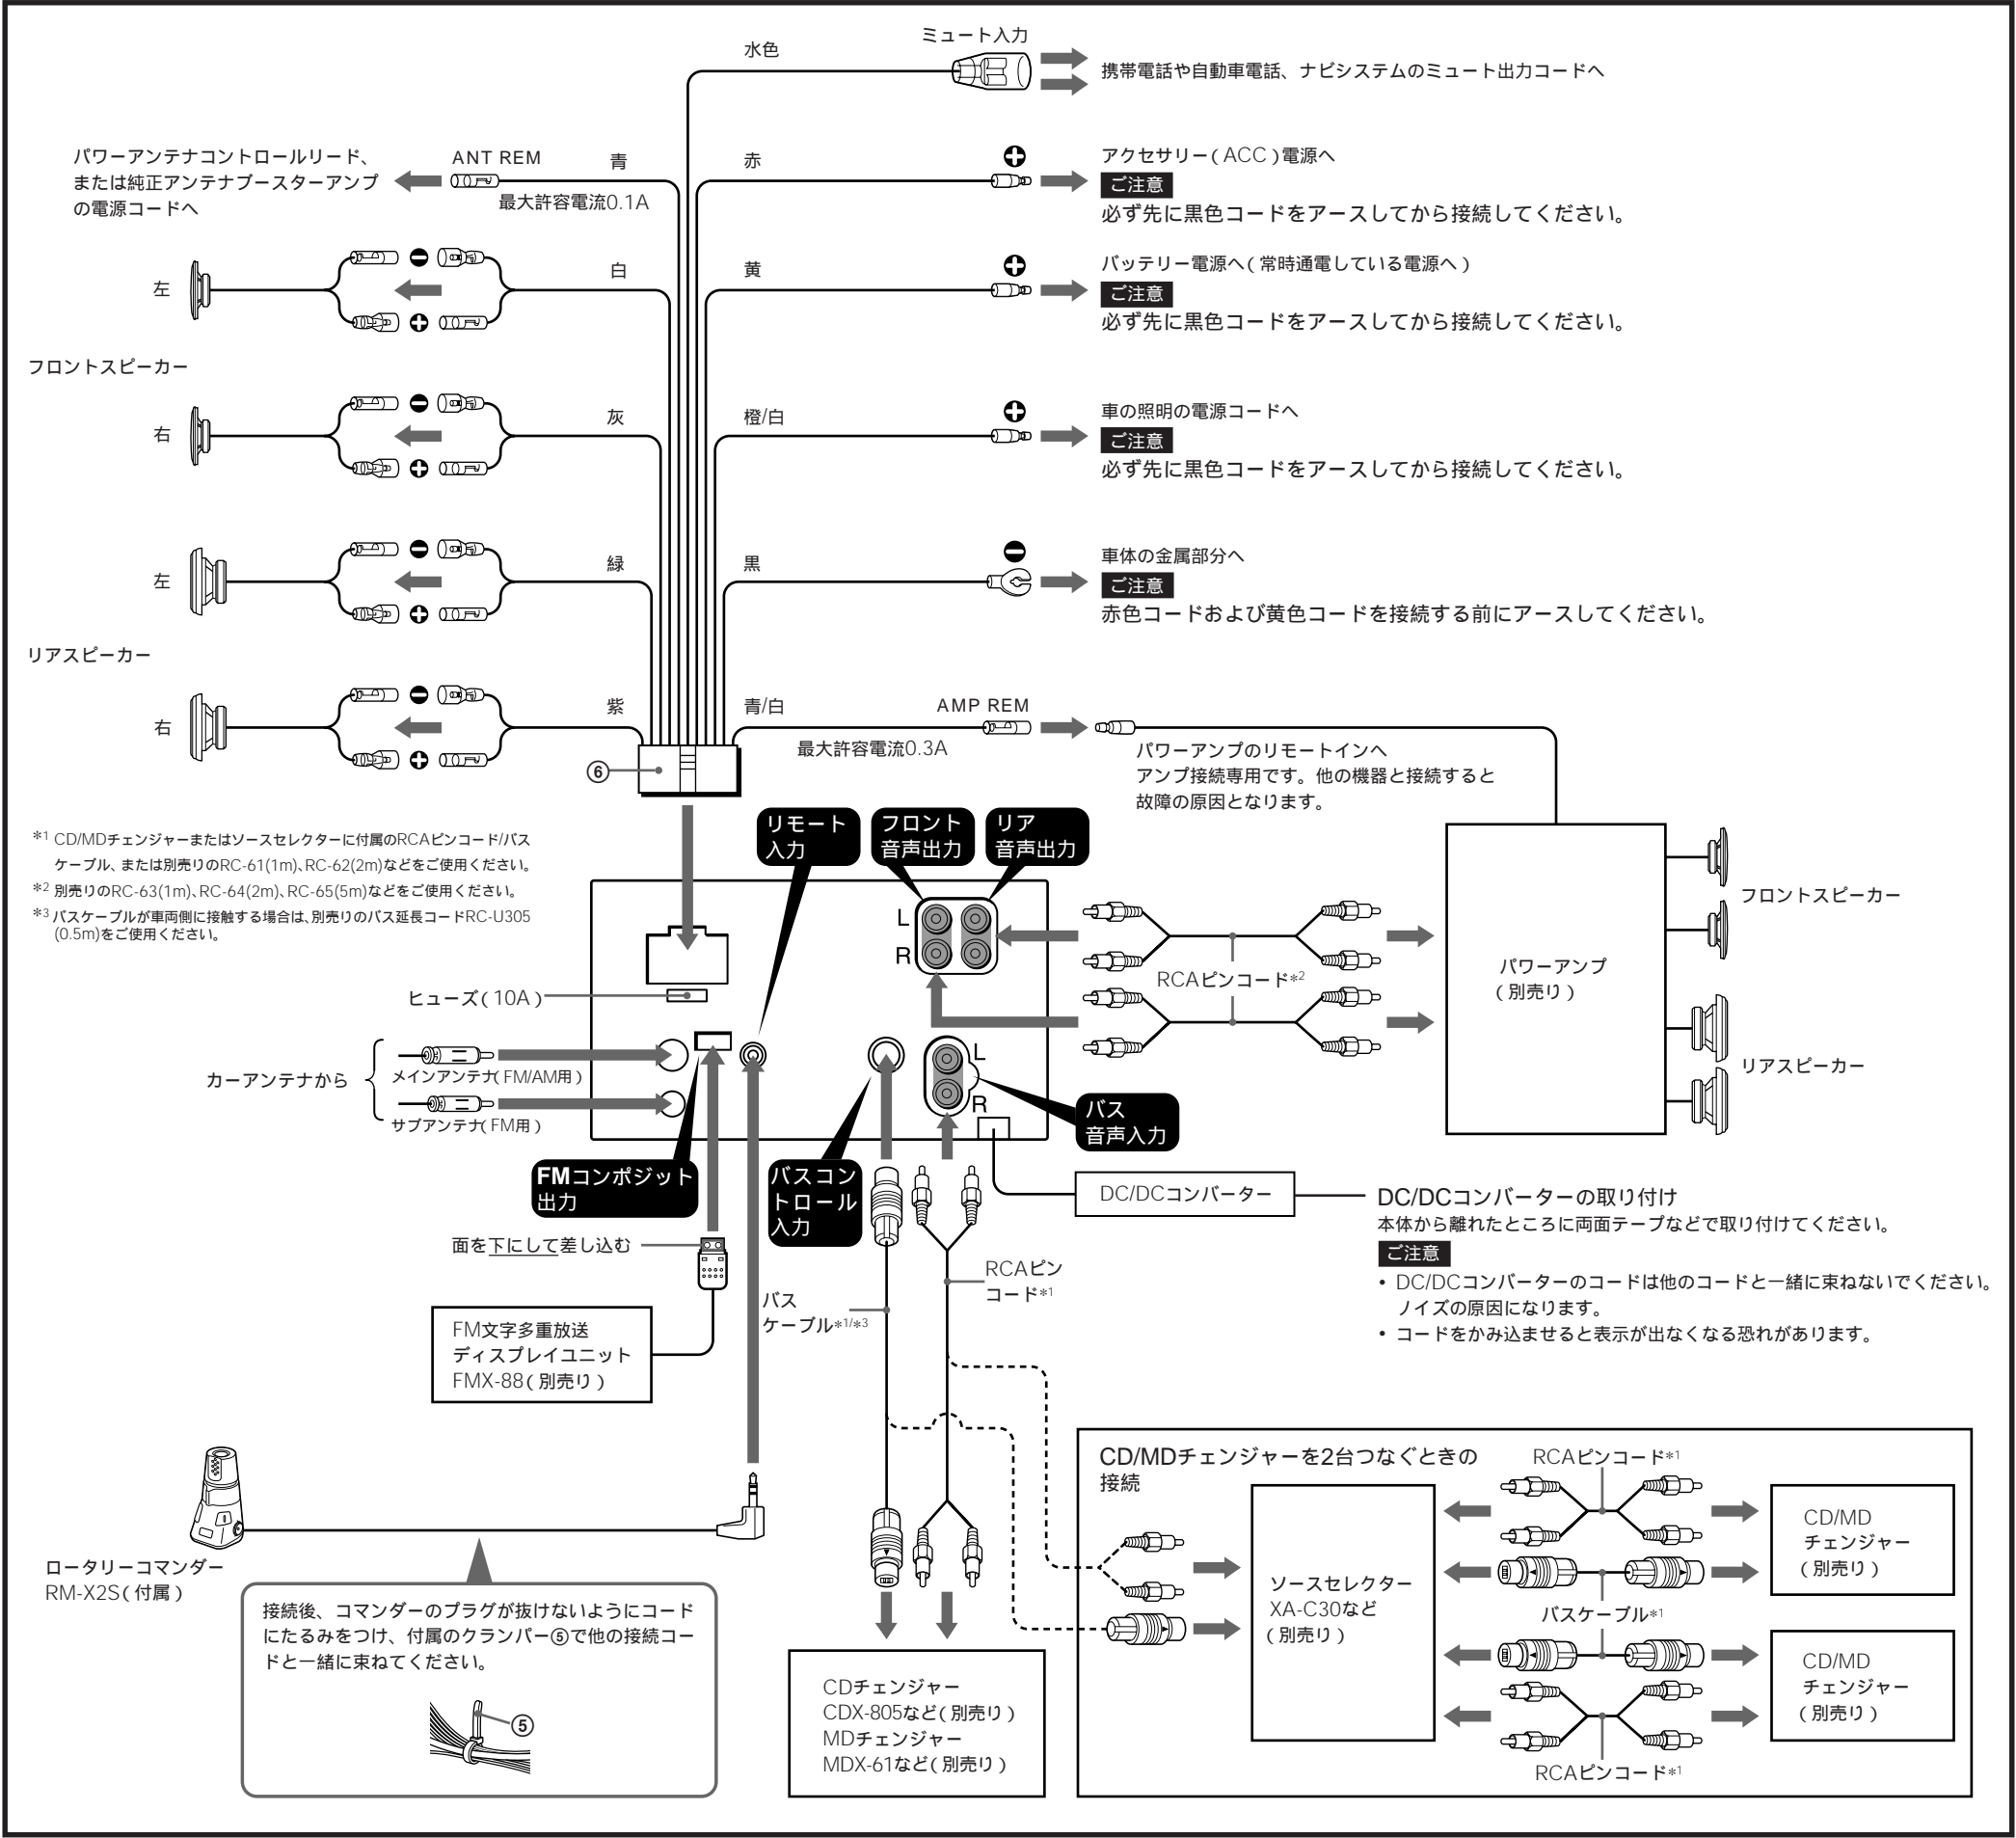 水色
ミュート入力
携帯電話や自動車電話、ナビシステムのミュート出力コードへ
パワーアンテナコントロールリード、
または純正アンテナブースターアンプ
の電源コードへ
ANT REM
青
最大許容電流0.1A
赤
アクセサリー(ACC)電源へ
ご注意
必ず先に黒色コードをアースしてから接続してください。
左
白
黄
バッテリー電源へ(常時通電している電源へ)
ご注意
必ず先に黒色コードをアースしてから接続してください。
フロントスピーカー
右
灰
橙/白
車の照明の電源コードへ
ご注意
必ず先に黒色コードをアースしてから接続してください。
左
緑
黒
車体の金属部分へ
ご注意
赤色コードおよび黄色コードを接続する前にアースしてください。
リアスピーカー
右
紫
青/白
AMP REM
最大許容電流0.3A
パワーアンプのリモートインへ
アンプ接続専用です。他の機器と接続すると
故障の原因となります。
⑥
*1 CD/MDチェンジャーまたはソースセレクターに付属のRCAピンコード/バス
ケーブル、または別売りのRC-61(1m)、RC-62(2m)などをご使用ください。
*2 別売りのRC-63(1m)、RC-64(2m)、RC-65(5m)などをご使用ください。
*3 バスケーブルが車両側に接触する場合は、別売りのバス延長コードRC-U305
(0.5m)をご使用ください。
リモート
入力
フロント
音声出力
リア
音声出力
L
R
RCAピンコード*2
パワーアンプ
(別売り)
フロントスピーカー
リアスピーカー
ヒューズ(10A)
カーアンテナから
メインアンテナ(FM/AM用)
サブアンテナ(FM用)
L
R
バス
音声入力
FMコンポジット
出力
バスコン
トロール
入力
DC/DCコンバーター
DC/DCコンバーターの取り付け
本体から離れたところに両面テープなどで取り付けてください。
ご注意
• DC/DCコンバーターのコードは他のコードと一緒に束ねないでください。
ノイズの原因になります。
• コードをかみ込ませると表示が出なくなる恐れがあります。
面を下にして差し込む
FM文字多重放送
ディスプレイユニット
FMX-88(別売り)
バス
ケーブル*1/*3
RCAピン
コード*1
ロータリーコマンダー
RM-X2S(付属)
接続後、コマンダーのプラグが抜けないようにコード
にたるみをつけ、付属のクランパー⑤で他の接続コー
ドと一緒に束ねてください。
⑤
CDチェンジャー
CDX-805など(別売り)
MDチェンジャー
MDX-61など(別売り)
CD/MDチェンジャーを2台つなぐときの
接続
RCAピンコード*1
ソースセレクター
XA-C30など
(別売り)
CD/MD
チェンジャー
(別売り)
バスケーブル*1
CD/MD
チェンジャー
(別売り)
RCAピンコード*1